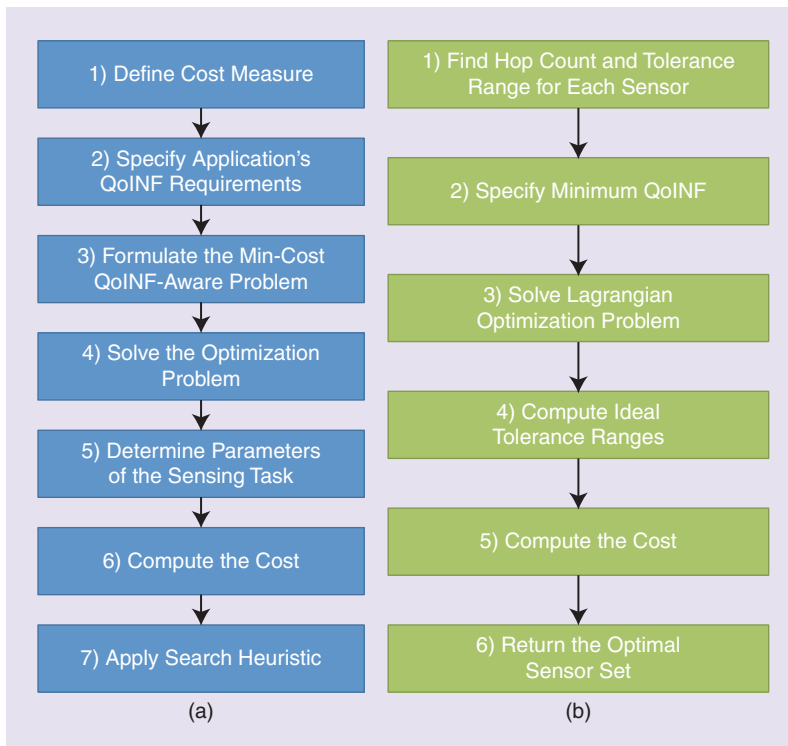 1) Define Cost Measure
2) Specify Application's
QoINF Requirements
3) Formulate the Min-Cost
QoINF-Aware Problem
4) Solve the Optimization
Problem
5) Determine Parameters
of the Sensing Task
6) Compute the Cost
7) Apply Search Heuristic
(a)
1) Find Hop Count and Tolerance
Range for Each Sensor
2) Specify Minimum QoINF
3) Solve Lagrangian
Optimization Problem
4) Compute Ideal
Tolerance Ranges
5) Compute the Cost
6) Return the Optimal
Sensor Set
(b)